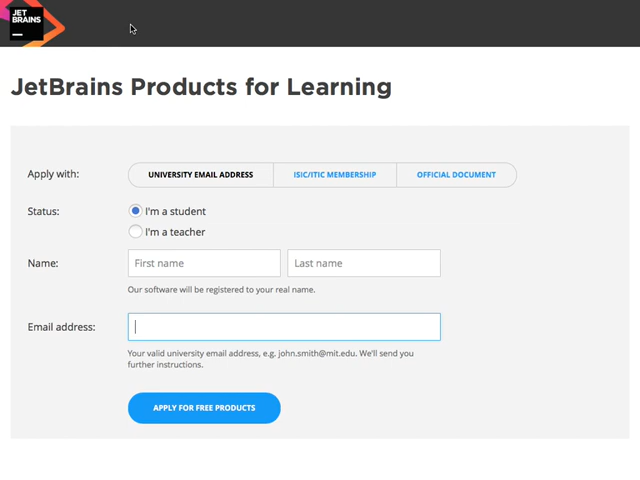 JET
BRAINS
JetBrains Products for Learning
Apply with:
UNIVERSITY EMAIL ADDRESS
ISIC/ITIC MEMBERSHIP
OFFICIAL DOCUMENT
Status:
I'm a student
I'm a teacher
Name:
First name
Last name
Our software will be registered to your real name.
Email address:
Your valid university email address, e.g. john.smith@mit.edu. We'll send you
further instructions.
APPLY FOR FREE PRODUCTS